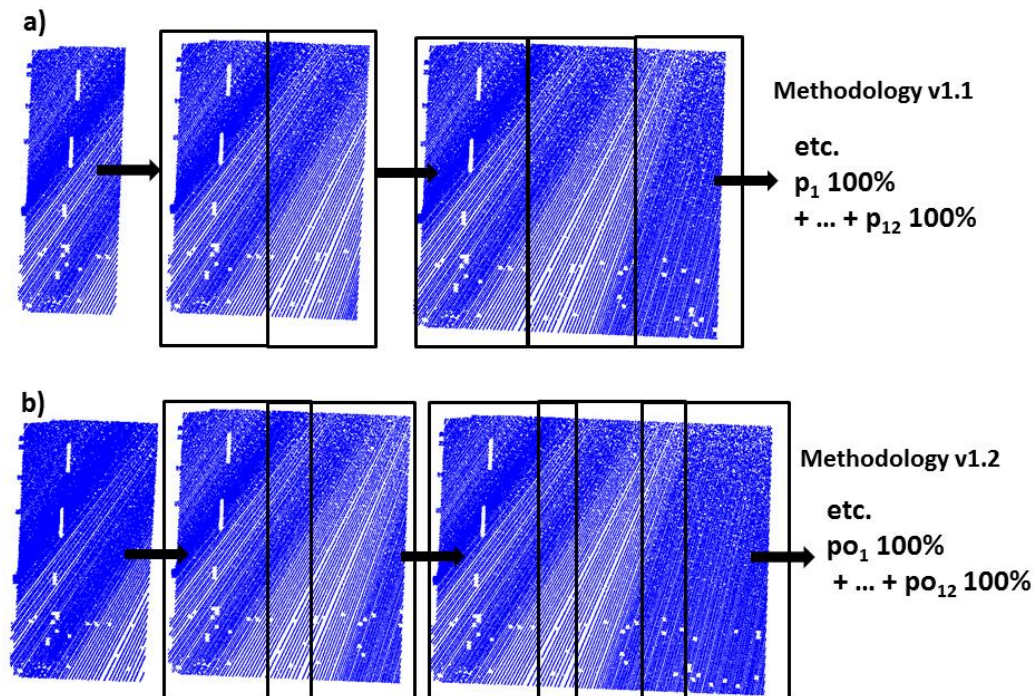 a)
Methodology v1.1
etc.
p₁ 100%
+ ... + p₁₂ 100%
b)
Methodology v1.2
etc.
po₁ 100%
+ ... + po₁₂ 100%